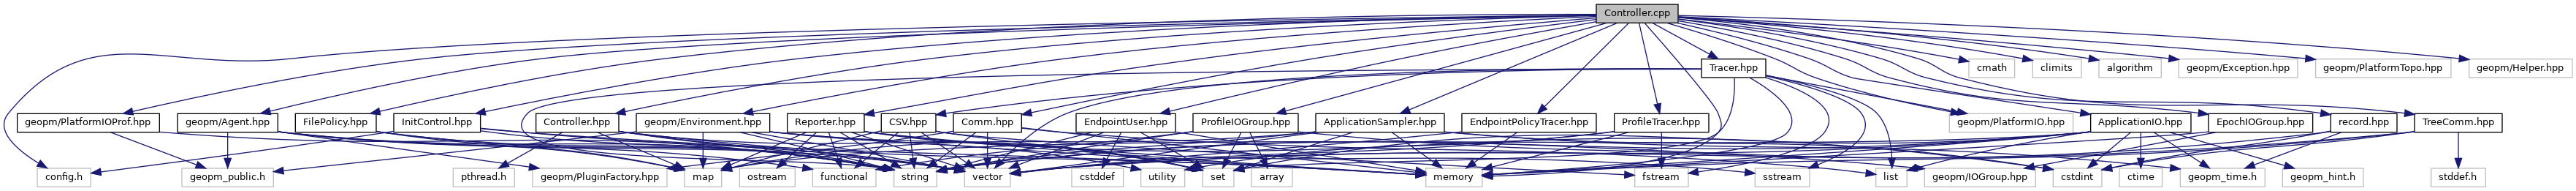 Controller.cpp
Tracer.hpp
cmath
climits
algorithm
geopm/Exception.hpp
geopm/PlatformTopo.hpp
geopm/Helper.hpp
geopm/PlatformIOProf.hpp
geopm/Agent.hpp
FilePolicy.hpp
InitControl.hpp
Controller.hpp
geopm/Environment.hpp
Reporter.hpp
CSV.hpp
Comm.hpp
EndpointUser.hpp
ProfileIOGroup.hpp
ApplicationSampler.hpp
EndpointPolicyTracer.hpp
ProfileTracer.hpp
geopm/PlatformIO.hpp
ApplicationIO.hpp
EpochIOGroup.hpp
record.hpp
TreeComm.hpp
config.h
geopm_public.h
pthread.h
geopm/PluginFactory.hpp
map
ostream
functional
string
vector
cstddef
utility
set
array
memory
fstream
sstream
list
geopm/IOGroup.hpp
cstdint
ctime
geopm_time.h
geopm_hint.h
stddef.h